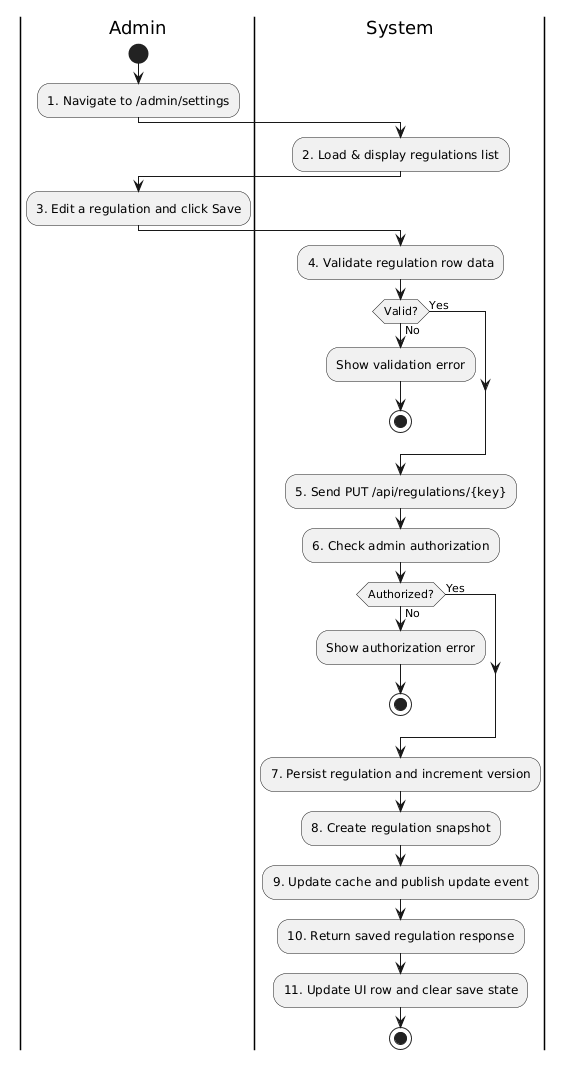 Admin
System
1. Navigate to /admin/settings
2. Load & display regulations list
3. Edit a regulation and click Save
4. Validate regulation row data
Valid?
Yes
No
Show validation error
5. Send PUT /api/regulations/{key}
6. Check admin authorization
Authorized?
Yes
No
Show authorization error
7. Persist regulation and increment version
8. Create regulation snapshot
9. Update cache and publish update event
10. Return saved regulation response
11. Update UI row and clear save state